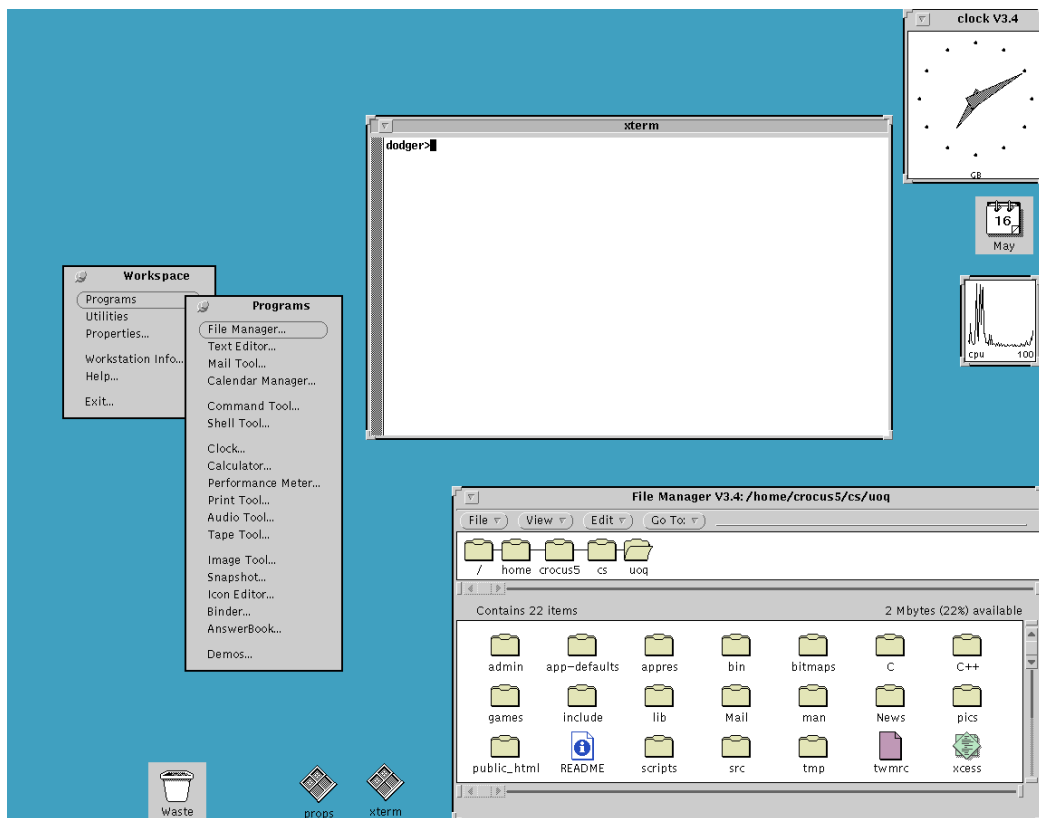 clock V3.4
GB
xterm
dodger>
16
May
cpu 100
Workspace
Programs
Utilities
Properties...
Workstation Info...
Help...
Exit...
Programs
File Manager...
Text Editor...
Mail Tool...
Calendar Manager...
Command Tool...
Shell Tool...
Clock...
Calculator...
Performance Meter...
Print Tool...
Audio Tool...
Tape Tool...
Image Tool...
Snapshot...
Icon Editor...
Binder...
AnswerBook...
Demos...
File Manager V3.4: /home/crocus5/cs/uoq
File View Edit Go To:
/ home crocus5 cs uoq
Contains 22 items 2 Mbytes (22%) available
admin app-defaults appres bin bitmaps C C++
games include lib Mail man News pics
public_html README scripts src tmp twmrc xcess
Waste
props
xterm